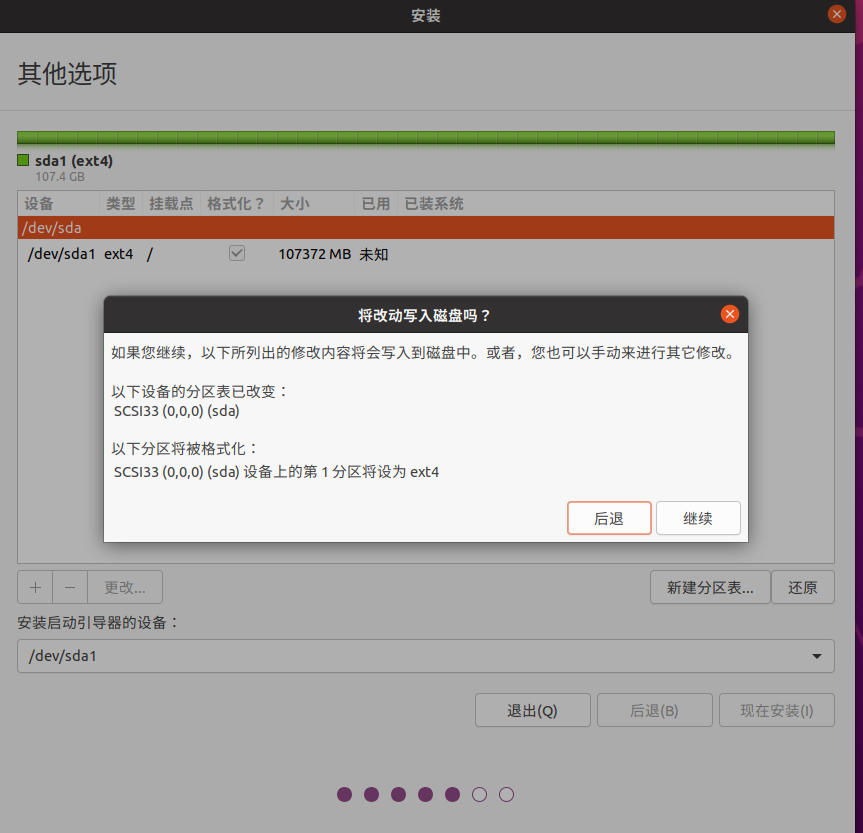 安装
其他选项
sda1 (ext4)
107.4 GB
设备 类型 挂载点 格式化？ 大小 已用 已装系统
/dev/sda
/dev/sda1 ext4 / 107372 MB 未知
将改动写入磁盘吗？
如果您继续，以下所列出的修改内容将会写入到磁盘中。或者，您也可以手动来进行其它修改。
以下设备的分区表已改变：
SCSI33 (0,0,0) (sda)
以下分区将被格式化：
SCSI33 (0,0,0) (sda) 设备上的第 1 分区将设为 ext4
后退 继续
+ − 更改... 新建分区表... 还原
安装启动引导器的设备：
/dev/sda1
退出(Q) 后退(B) 现在安装(I)